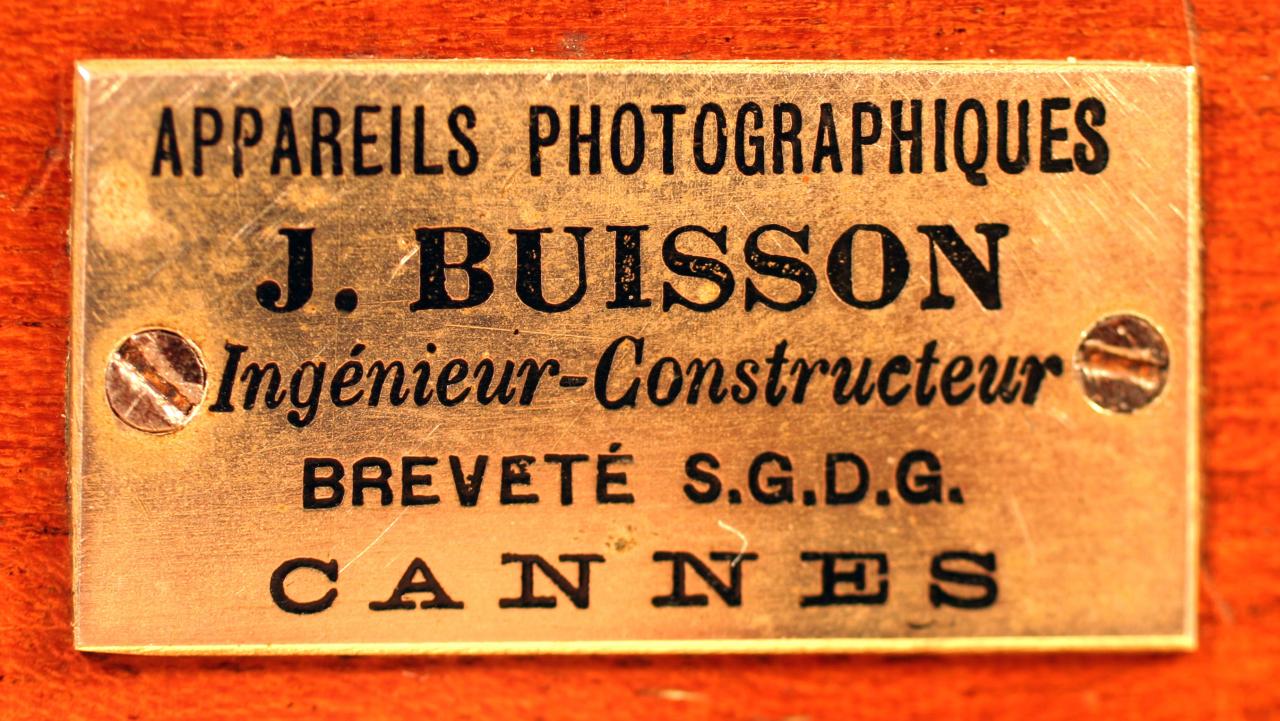 APPAREILS PHOTOGRAPHIQUES
J. BUISSON
Ingénieur-Constructeur
BREVETÉ S.G.D.G.
CANNES